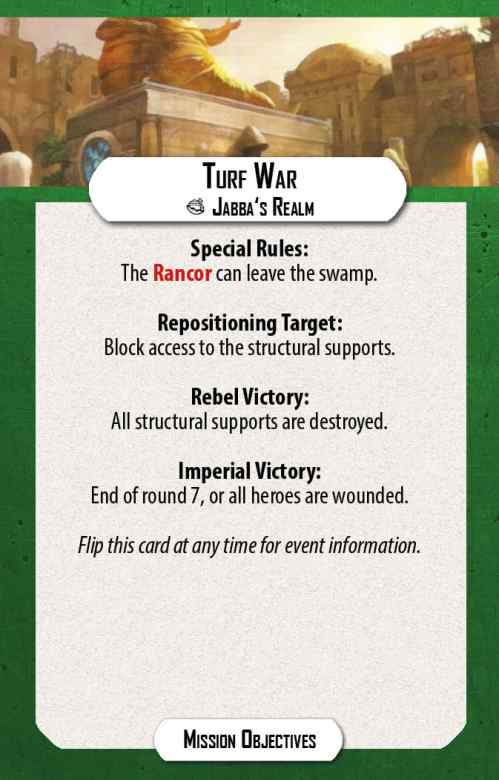 Turf War
Jabba's Realm
Special Rules:
The Rancor can leave the swamp.
Repositioning Target:
Block access to the structural supports.
Rebel Victory:
All structural supports are destroyed.
Imperial Victory:
End of round 7, or all heroes are wounded.
Flip this card at any time for event information.
Mission Objectives